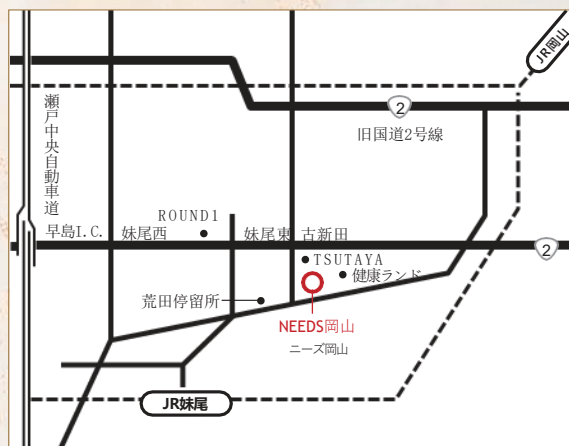 JR岡山
2
旧国道2号線
瀬戸中央自動車道
ROUND1
早島I.C.
妹尾西
妹尾東
古新田
2
TSUTAYA
健康ランド
荒田停留所
NEEDS岡山
ニーズ岡山
JR妹尾